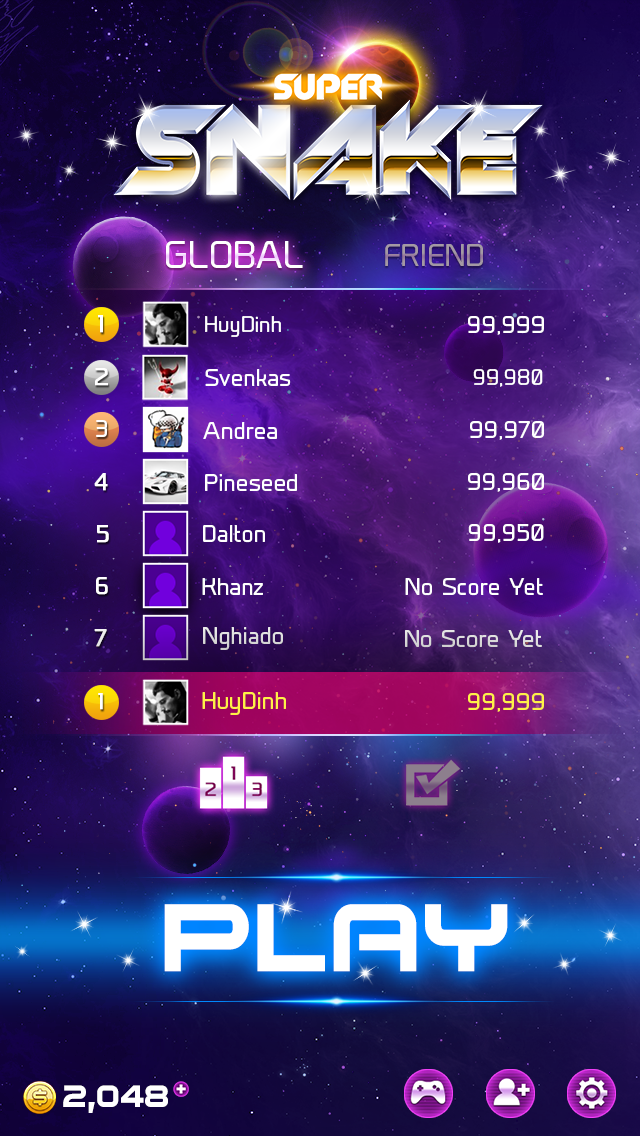 SUPER
SNAKE
GLOBAL FRIEND
1 HuyDinh 99,999
2 Svenkas 99,980
3 Andrea 99,970
4 Pineseed 99,960
5 Dalton 99,950
6 Khanz No Score Yet
7 Nghiado No Score Yet
1 HuyDinh 99,999
2 1 3
PLAY
$ 2,048 +